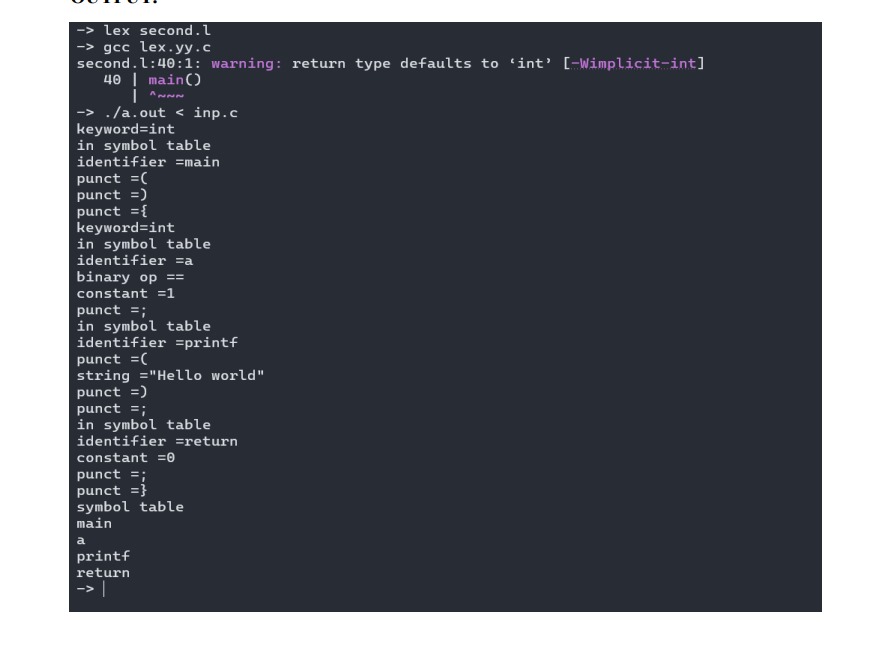 OUTPUT:
-> lex second.l
-> gcc lex.yy.c
second.l:40:1: warning: return type defaults to ‘int’ [-Wimplicit-int]
40 | main()
| ^~~~
-> ./a.out < inp.c
keyword=int
in symbol table
identifier =main
punct =(
punct =)
punct ={
keyword=int
in symbol table
identifier =a
binary op ==
constant =1
punct =;
in symbol table
identifier =printf
punct =(
string ="Hello world"
punct =)
punct =;
in symbol table
identifier =return
constant =0
punct =;
punct =}
symbol table
main
a
printf
return
->